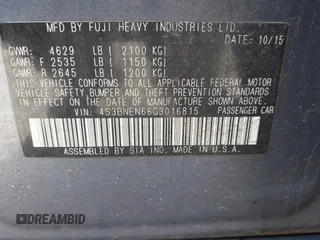 MFD BY FUJI HEAVY INDUSTRIES LTD.
DATE: 10/15
GVWR: 4629 LB ( 2100 KG)
GAWR: F 2535 LB ( 1150 KG)
GAWR: R 2645 LB ( 1200 KG)
THIS VEHICLE CONFORMS TO ALL APPLICABLE FEDERAL MOTOR
VEHICLE SAFETY, BUMPER, AND THEFT PREVENTION STANDARDS
IN EFFECT ON THE DATE OF MANUFACTURE SHOWN ABOVE.
VIN: 4S3BNEN66G3016815 PASSENGER CAR
ASSEMBLED BY SIA INC. MADE IN U.S.A.
DREAMBID